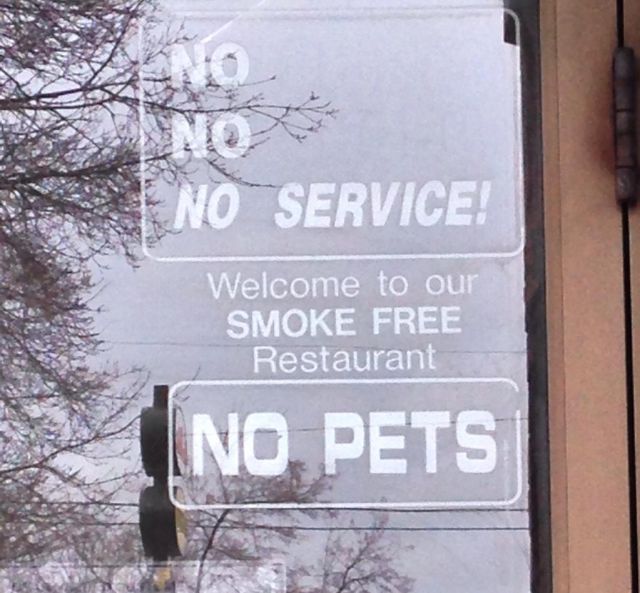 NO
NO
NO SERVICE!
Welcome to our
SMOKE FREE
Restaurant
NO PETS